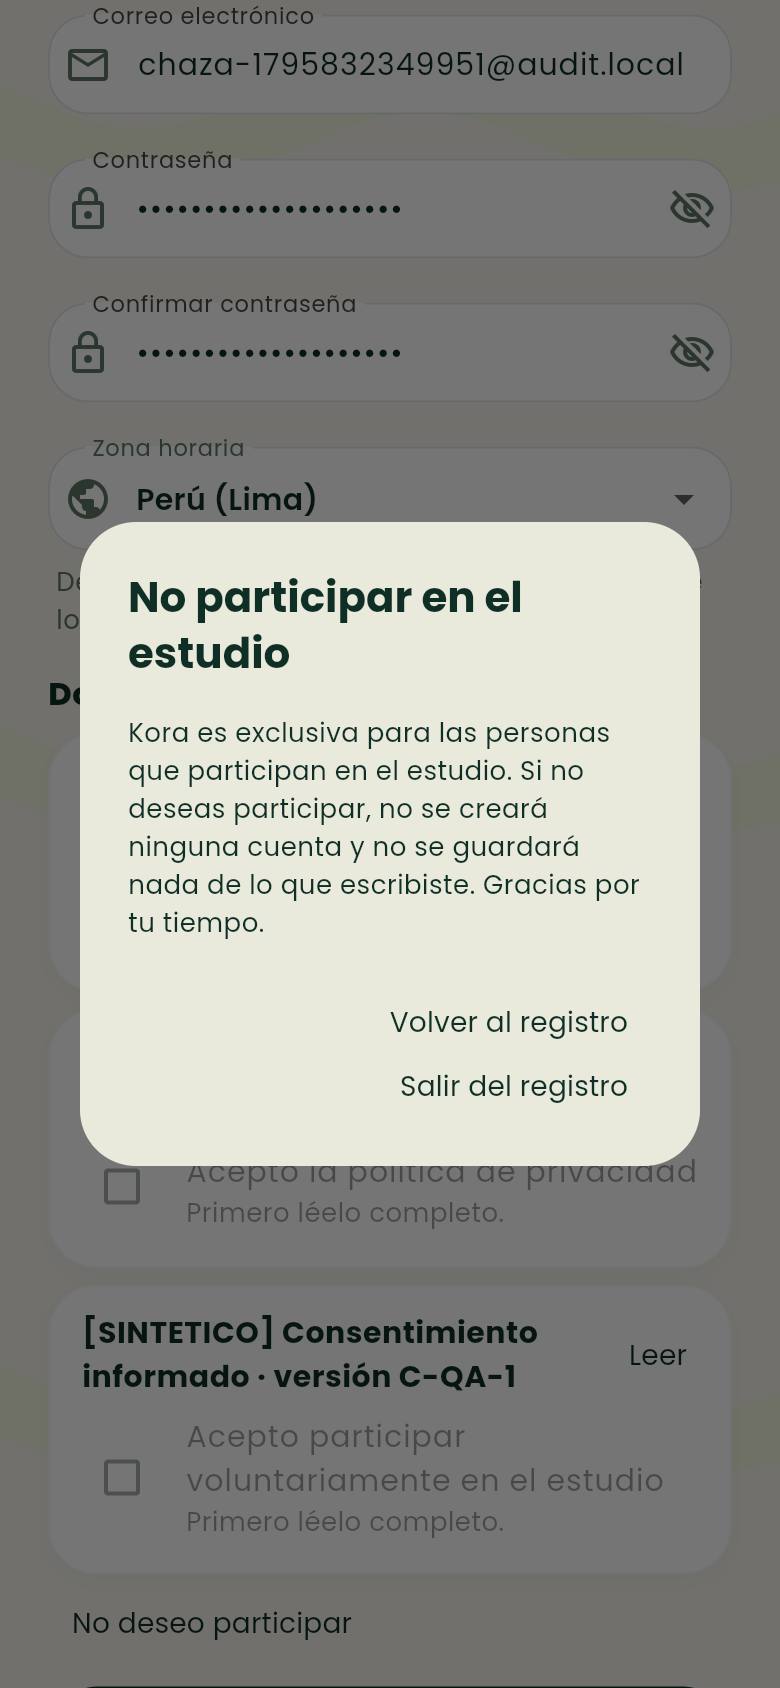 Correo electrónico
chaza-1795832349951@audit.local
Contraseña
••••••••••••••••••••
Confirmar contraseña
••••••••••••••••••••
Zona horaria
Perú (Lima)
No participar en el
estudio
Kora es exclusiva para las personas
que participan en el estudio. Si no
deseas participar, no se creará
ninguna cuenta y no se guardará
nada de lo que escribiste. Gracias por
tu tiempo.
Volver al registro
Salir del registro
Acepto la política de privacidad
Primero léelo completo.
[SINTETICO] Consentimiento
informado · versión C-QA-1
Leer
Acepto participar
voluntariamente en el estudio
Primero léelo completo.
No deseo participar